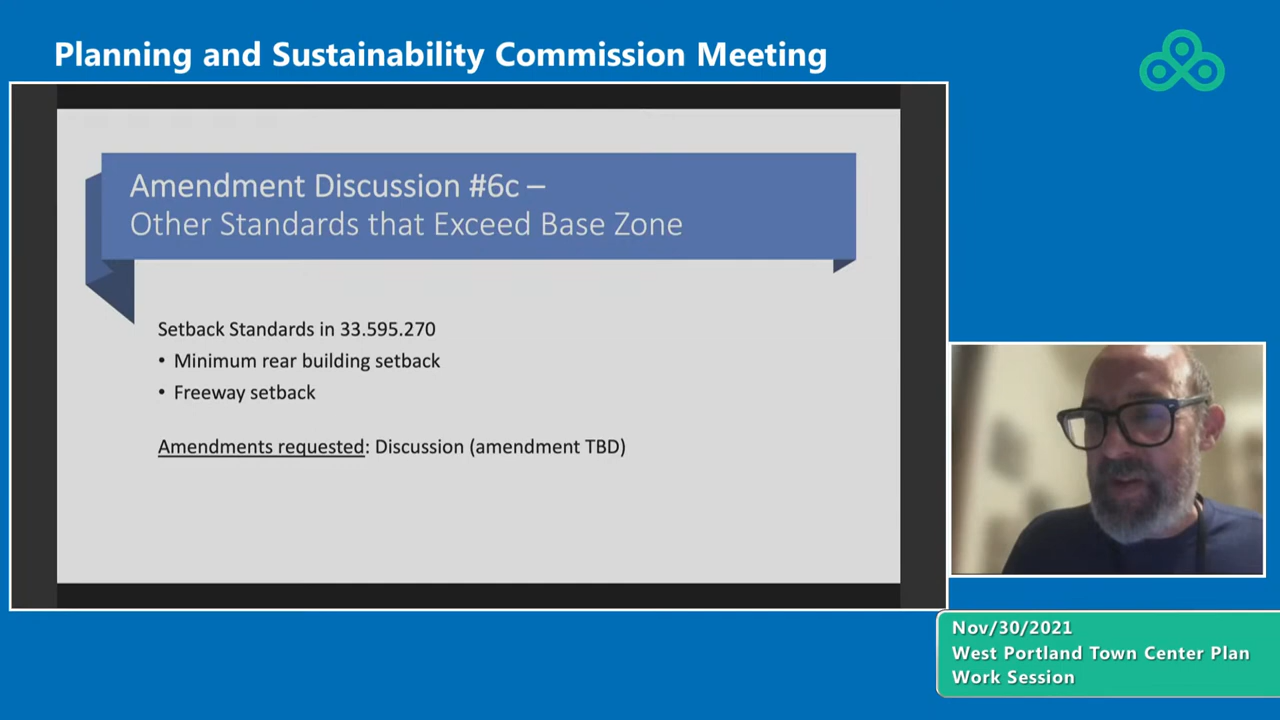 Planning and Sustainability Commission Meeting
Amendment Discussion #6c –
Other Standards that Exceed Base Zone
Setback Standards in 33.595.270
• Minimum rear building setback
• Freeway setback
Amendments requested: Discussion (amendment TBD)
Nov/30/2021
West Portland Town Center Plan
Work Session